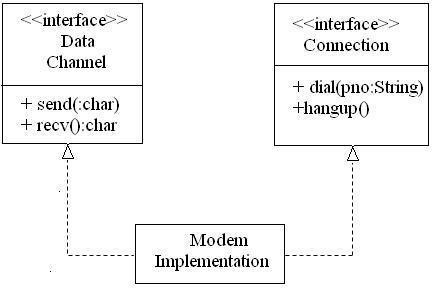 <<interface>>
Data
Channel
+ send(:char)
+ recv():char
<<interface>>
Connection
+ dial(pno:String)
+hangup()
Modem
Implementation